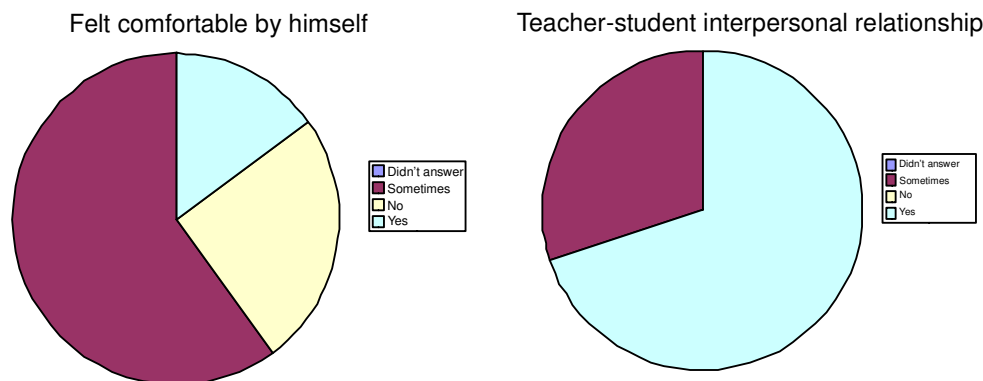 Felt comfortable by himself
Didn't answer
Sometimes
No
Yes
Teacher-student interpersonal relationship
Didn't answer
Sometimes
No
Yes